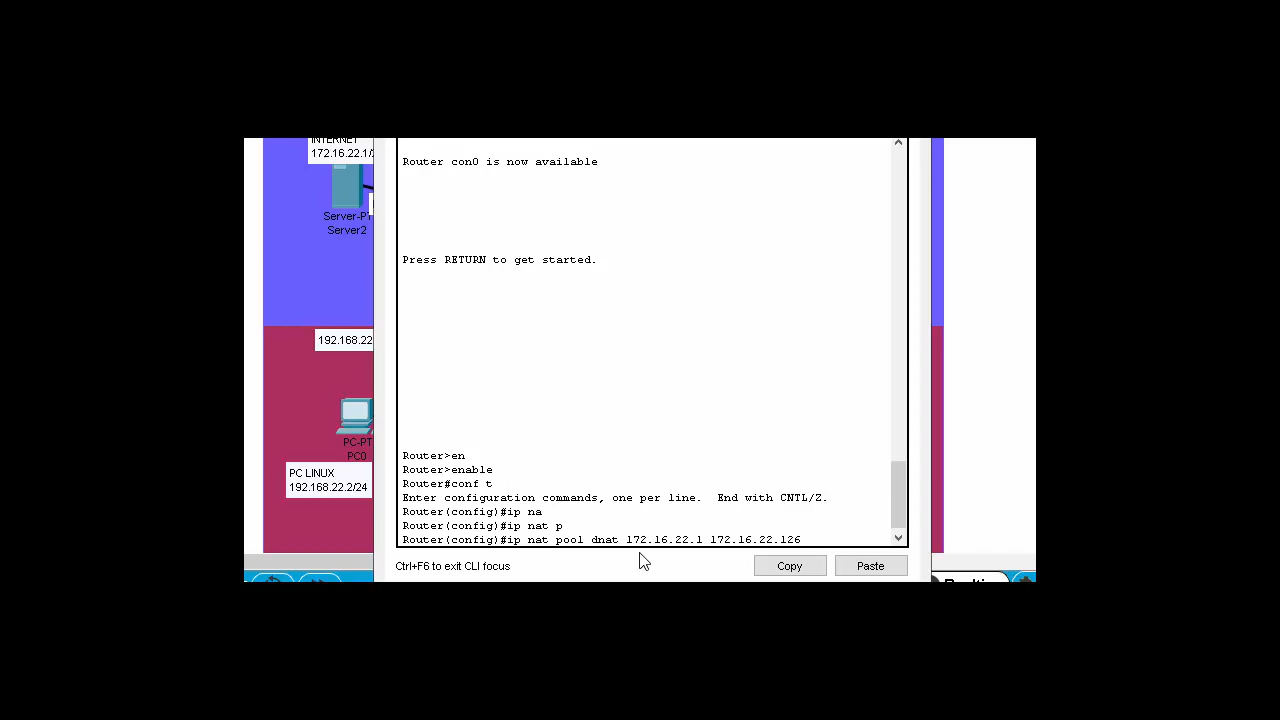 INTERNET
172.16.22.1/
Server-PT
Server2
192.168.22
PC-PT
PC0
PC LINUX
192.168.22.2/24
Router con0 is now available
Press RETURN to get started.
Router>en
Router>enable
Router#conf t
Enter configuration commands, one per line.  End with CNTL/Z.
Router(config)#ip na
Router(config)#ip nat p
Router(config)#ip nat pool dnat 172.16.22.1 172.16.22.126
Ctrl+F6 to exit CLI focus
Copy
Paste